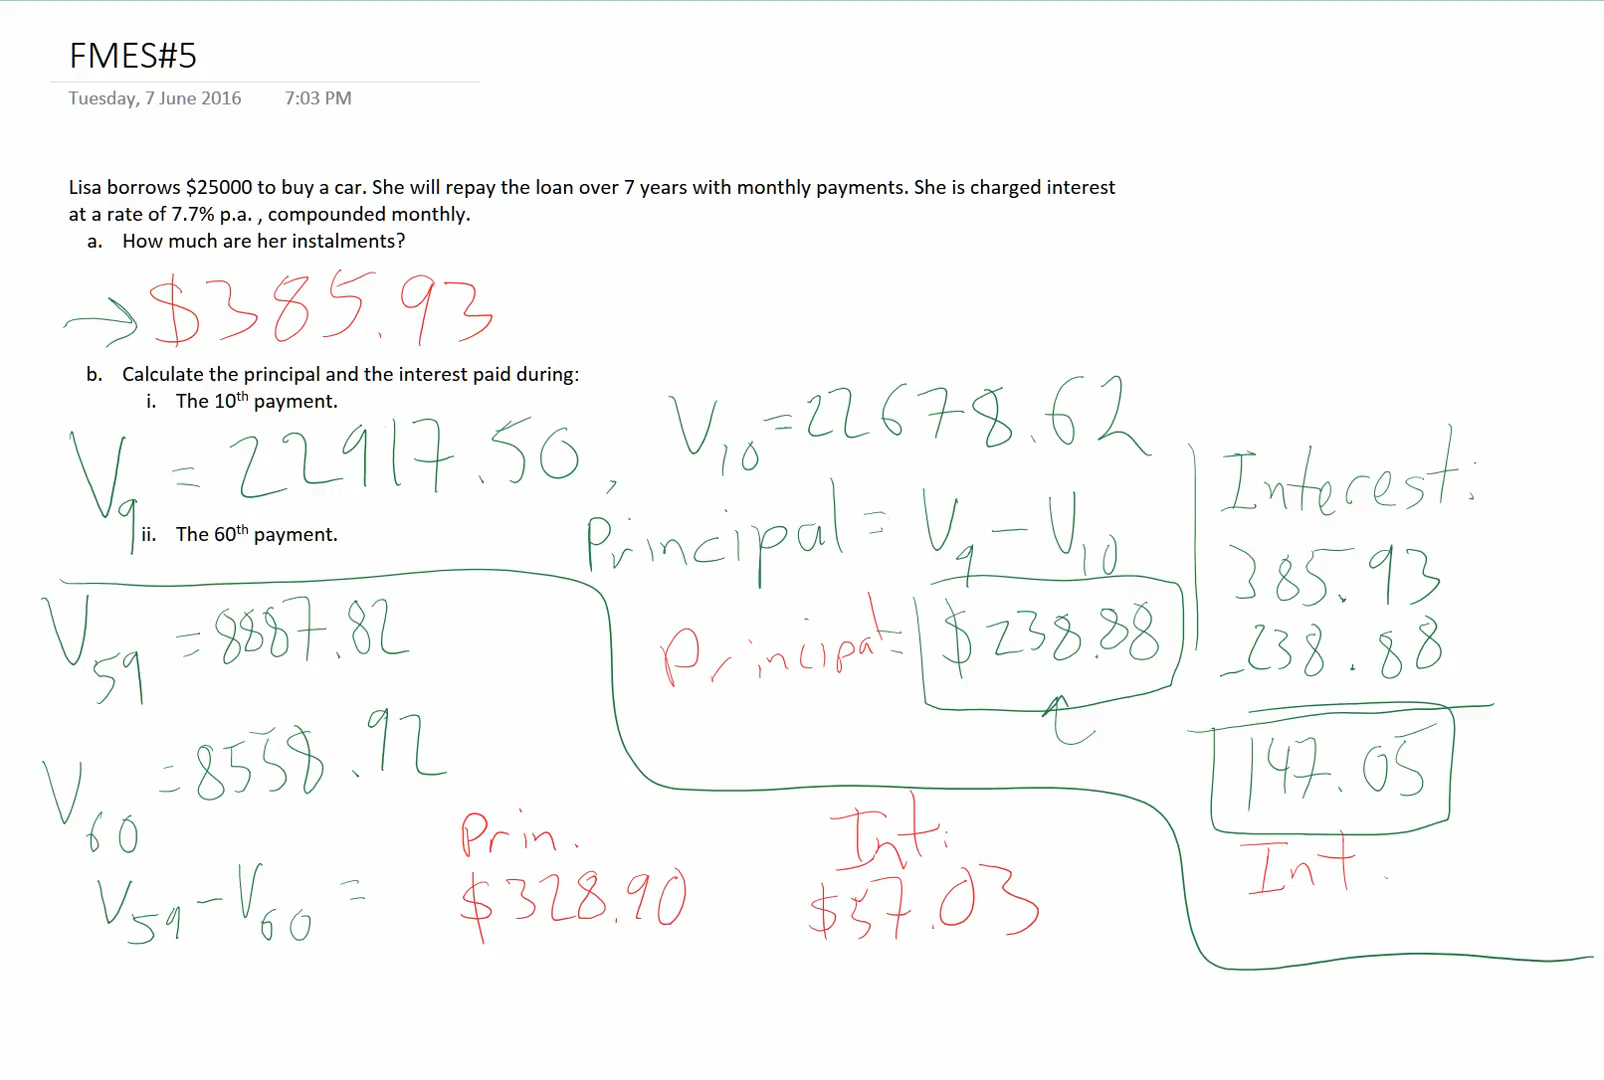 FMES#5
Tuesday, 7 June 2016 7:03 PM
Lisa borrows $25000 to buy a car. She will repay the loan over 7 years with monthly payments. She is charged interest
at a rate of 7.7% p.a. , compounded monthly.
a. How much are her instalments?
→ $385.93
b. Calculate the principal and the interest paid during:
i. The 10th payment.
V9 = 22917.50, V10 = 22678.62
Principal = V9 - V10
Principal = $238.88
Interest:
385.93
-238.88
147.05
Int.
ii. The 60th payment.
V59 = 8887.82
V60 = 8558.92
V59 - V60 =
Prin.
$328.90
Int.
$57.03